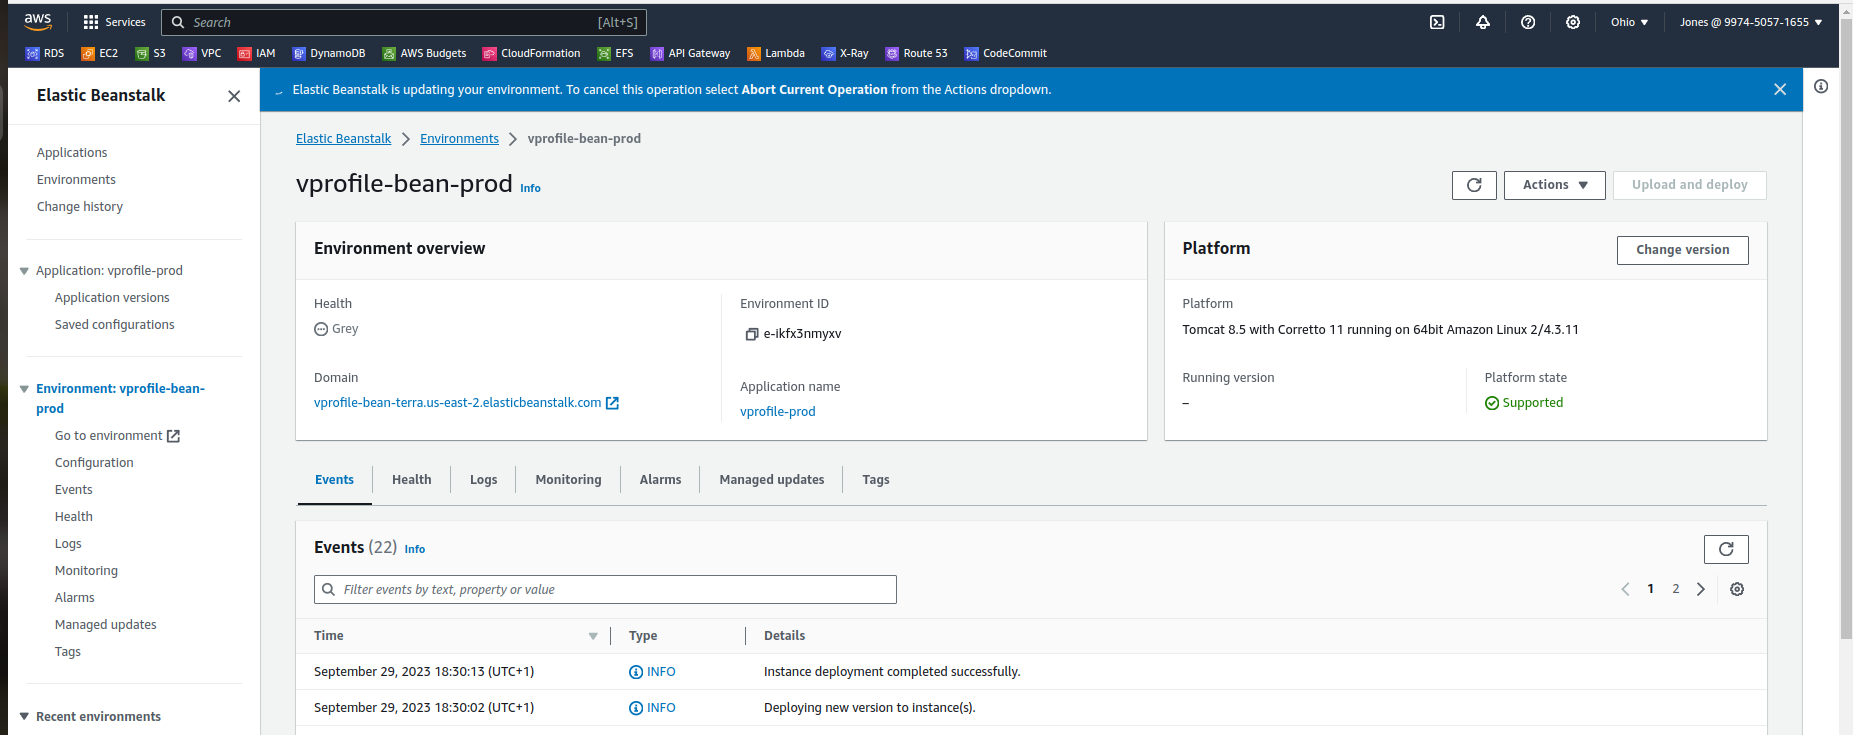 aws
Services
Search
[Alt+S]
Ohio
Jones @ 9974-5057-1655
RDS
EC2
S3
VPC
IAM
DynamoDB
AWS Budgets
CloudFormation
EFS
API Gateway
Lambda
X-Ray
Route 53
CodeCommit
Elastic Beanstalk
Applications
Environments
Change history
Application: vprofile-prod
Application versions
Saved configurations
Environment: vprofile-bean-
prod
Go to environment
Configuration
Events
Health
Logs
Monitoring
Alarms
Managed updates
Tags
Recent environments
Elastic Beanstalk is updating your environment. To cancel this operation select Abort Current Operation from the Actions dropdown.
Elastic Beanstalk
Environments
vprofile-bean-prod
vprofile-bean-prod Info
Actions
Upload and deploy
Environment overview
Health
Grey
Domain
vprofile-bean-terra.us-east-2.elasticbeanstalk.com
Environment ID
e-ikfx3nmyxv
Application name
vprofile-prod
Platform
Change version
Platform
Tomcat 8.5 with Corretto 11 running on 64bit Amazon Linux 2/4.3.11
Running version
–
Platform state
Supported
Events
Health
Logs
Monitoring
Alarms
Managed updates
Tags
Events (22) Info
Filter events by text, property or value
1
2
Time
Type
Details
September 29, 2023 18:30:13 (UTC+1)
INFO
Instance deployment completed successfully.
September 29, 2023 18:30:02 (UTC+1)
INFO
Deploying new version to instance(s).